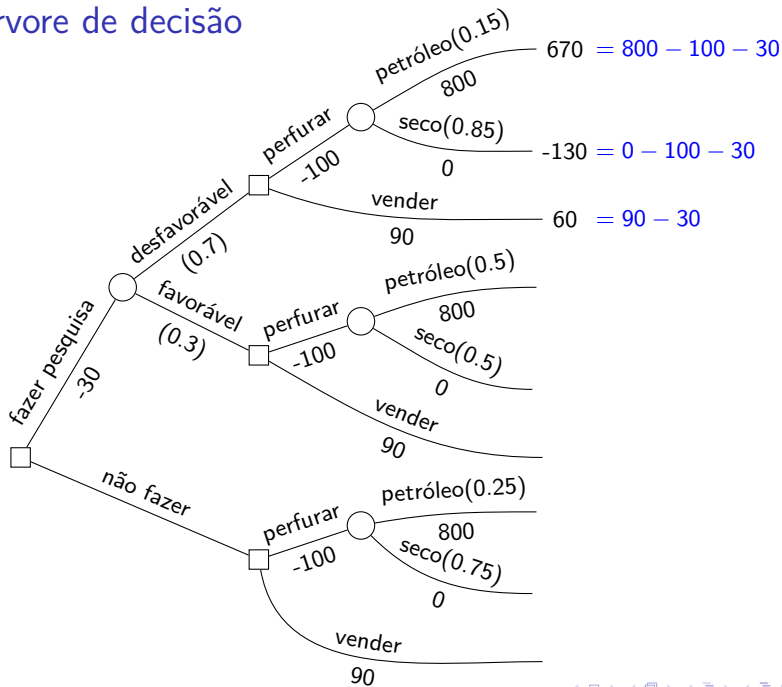 rvore de decisão
petróleo(0.15)
800
670 = 800 − 100 − 30
perfurar
-100
seco(0.85)
0
-130 = 0 − 100 − 30
desfavorável
(0.7)
vender
90
60 = 90 − 30
fazer pesquisa
-30
favorável
(0.3)
perfurar
-100
petróleo(0.5)
800
seco(0.5)
0
vender
90
não fazer
perfurar
-100
petróleo(0.25)
800
seco(0.75)
0
vender
90